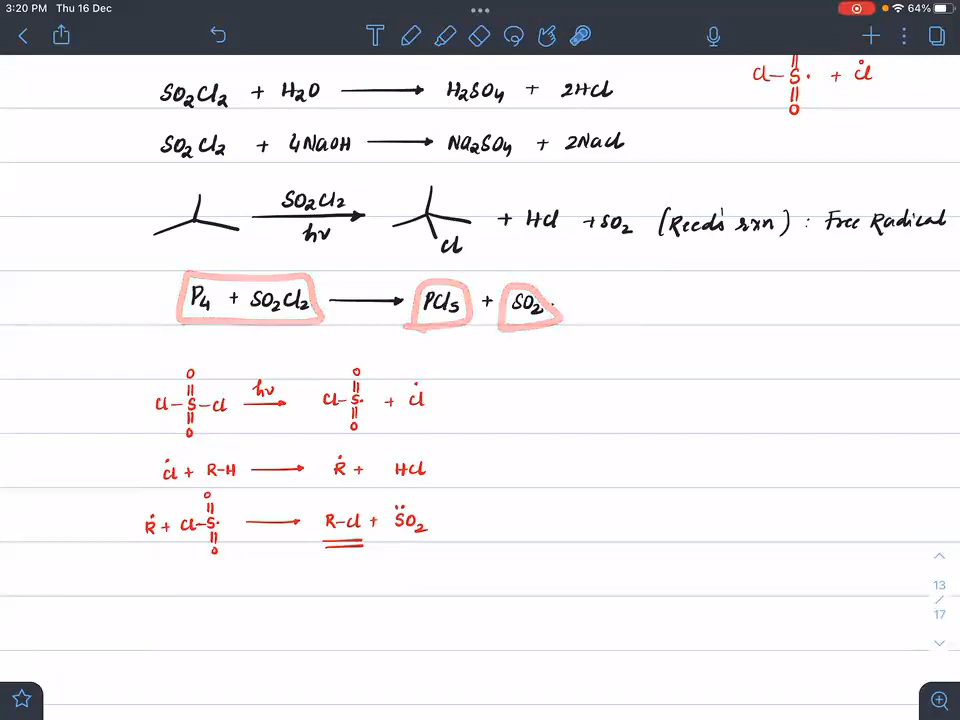 3:20 PM Thu 16 Dec 64%
Cl–S· + Cl
O
SO2Cl2 + H2O ⟶ H2SO4 + 2HCl
SO2Cl2 + 4NaOH ⟶ Na2SO4 + 2NaCl
SO2Cl2
hν
Cl
+ HCl + SO2 (Reed's rxn) : Free Radical
P4 + SO2Cl2 ⟶ PCl5 + SO2
O hν O
Cl–S–Cl ⟶ Cl–S· + Cl
O O
Cl + R–H ⟶ R + HCl
O
R + Cl–S· ⟶ R–Cl + SO2
O
13
/
17